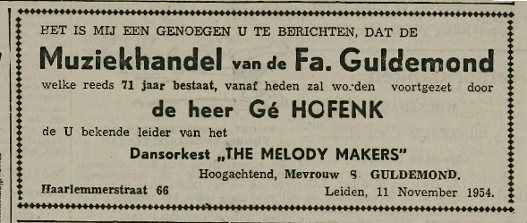 HET IS MIJ EEN GENOEGEN U TE BERICHTEN, DAT DE
Muziekhandel van de Fa. Guldemond
welke reeds 71 jaar bestaat, vanaf heden zal worden voortgezet door
de heer Gé HOFENK
de U bekende leider van het
Dansorkest „THE MELODY MAKERS"
Hoogachtend, Mevrouw S. GULDEMOND.
Haarlemmerstraat 66 Leiden, 11 November 1954.